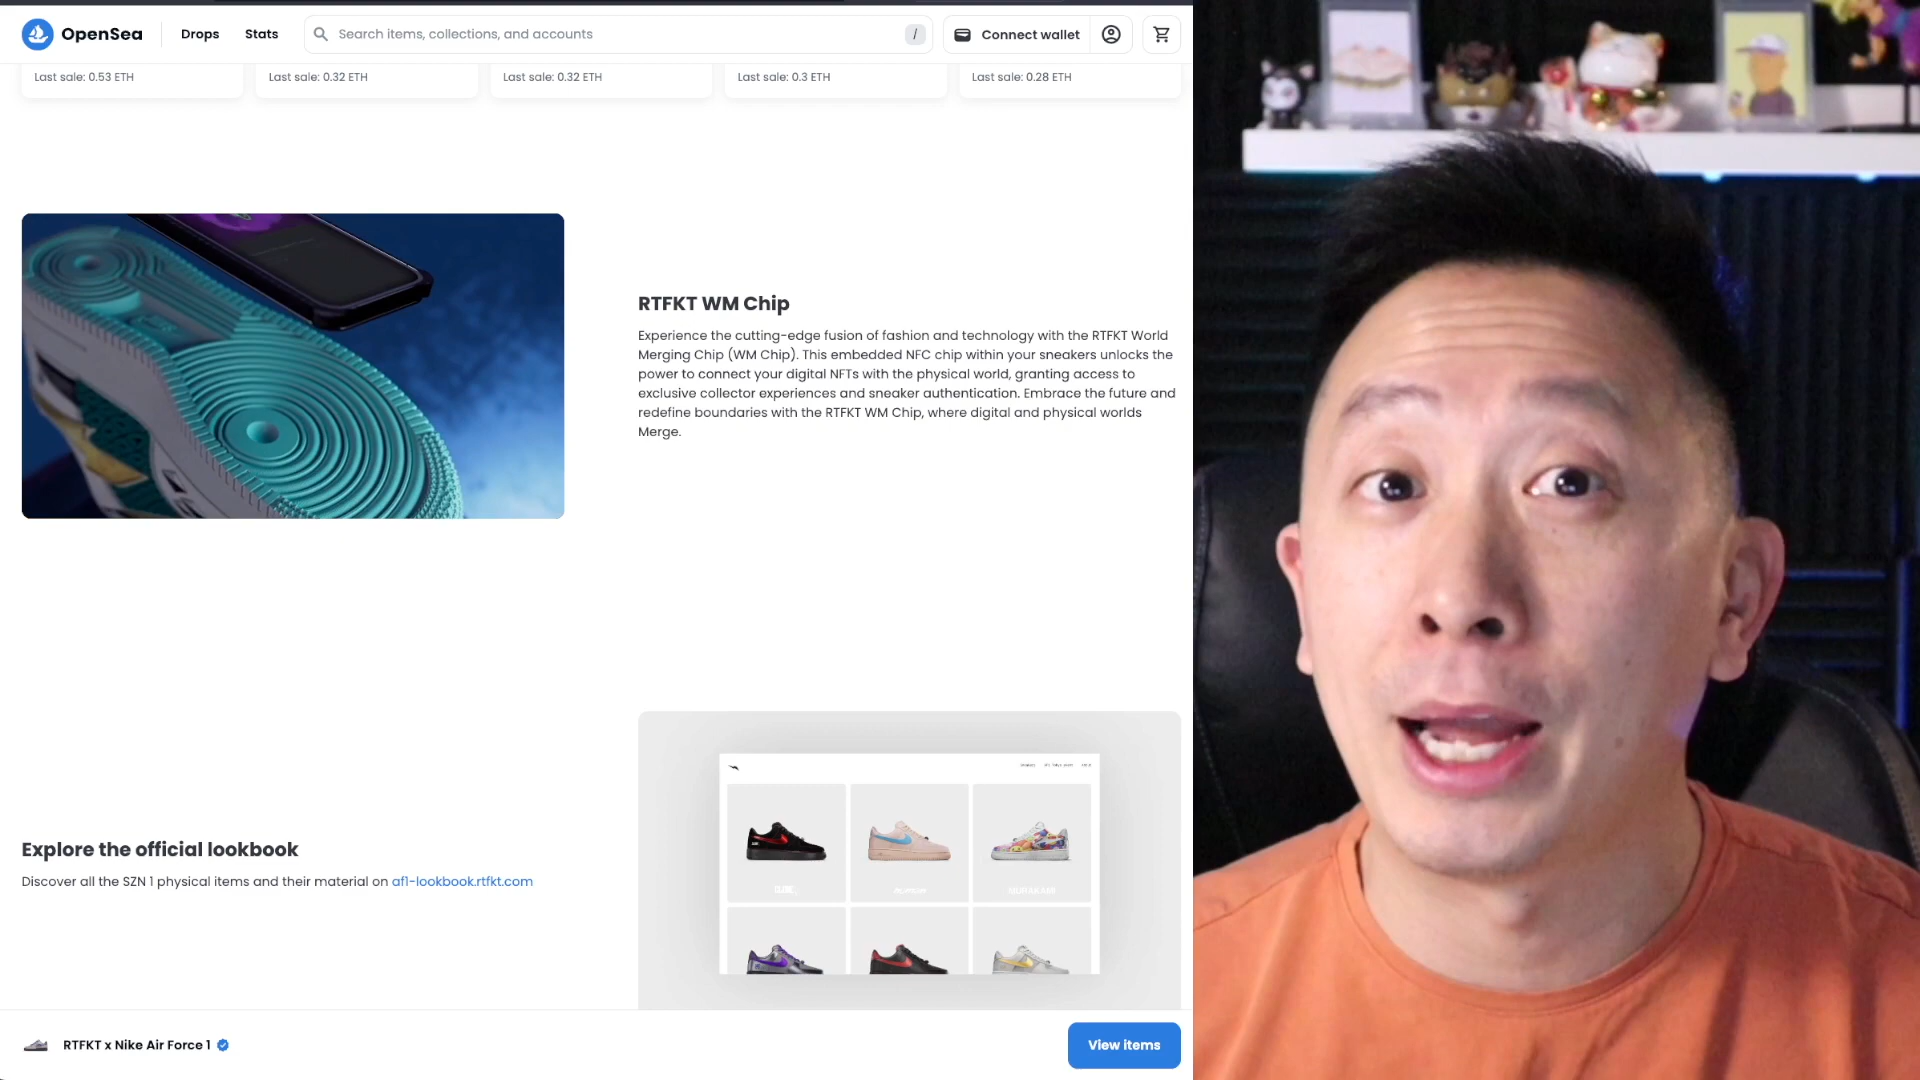 OpenSea
Drops
Stats
Search items, collections, and accounts
/
Connect wallet
Last sale: 0.53 ETH
Last sale: 0.32 ETH
Last sale: 0.32 ETH
Last sale: 0.3 ETH
Last sale: 0.28 ETH
RTFKT WM Chip
Experience the cutting-edge fusion of fashion and technology with the RTFKT World
Merging Chip (WM Chip). This embedded NFC chip within your sneakers unlocks the
power to connect your digital NFTs with the physical world, granting access to
exclusive collector experiences and sneaker authentication. Embrace the future and
redefine boundaries with the RTFKT WM Chip, where digital and physical worlds
Merge.
Explore the official lookbook
Discover all the SZN 1 physical items and their material on af1-lookbook.rtfkt.com
RTFKT x Nike Air Force 1
View items